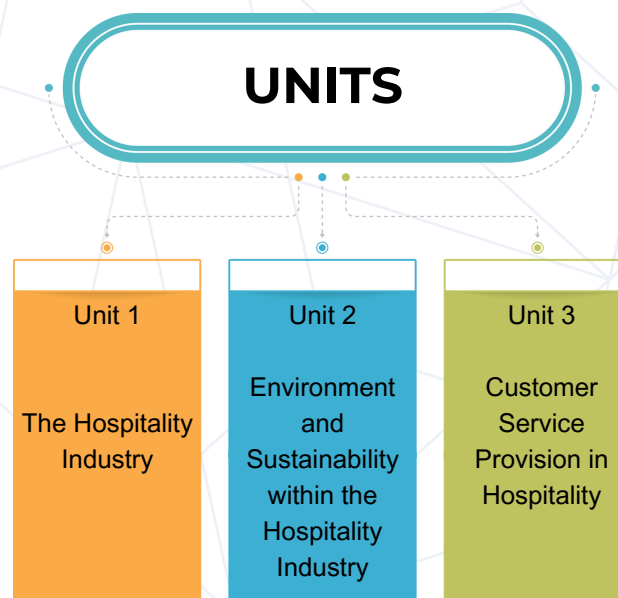 UNITS
Unit 1
The Hospitality
Industry
Unit 2
Environment
and
Sustainability
within the
Hospitality
Industry
Unit 3
Customer
Service
Provision in
Hospitality